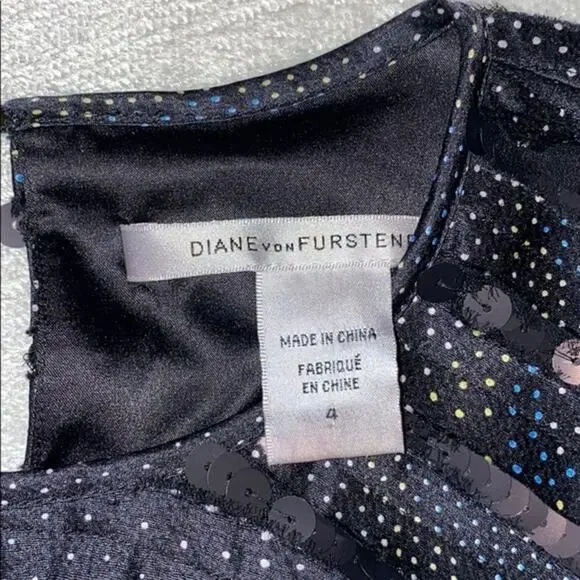 DIANE VON FURSTEN
MADE IN CHINA
FABRIQUÉ
EN CHINE
4